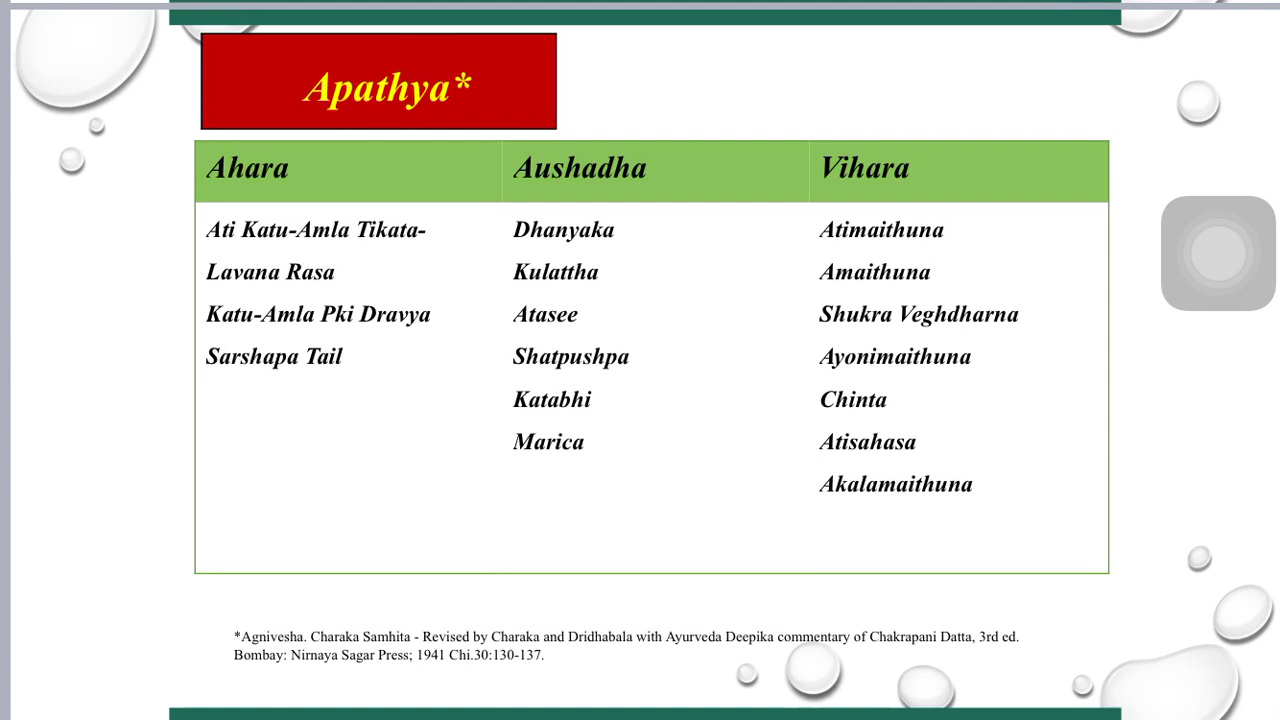 Apathya*
Ahara
Aushadha
Vihara
Ati Katu-Amla Tikata-
Lavana Rasa
Katu-Amla Pki Dravya
Sarshapa Tail
Dhanyaka
Kulattha
Atasee
Shatpushpa
Katabhi
Marica
Atimaithuna
Amaithuna
Shukra Veghdharna
Ayonimaithuna
Chinta
Atisahasa
Akalamaithuna
*Agnivesha. Charaka Samhita - Revised by Charaka and Dridhabala with Ayurveda Deepika commentary of Chakrapani Datta, 3rd ed.
Bombay: Nirnaya Sagar Press; 1941 Chi.30:130-137.